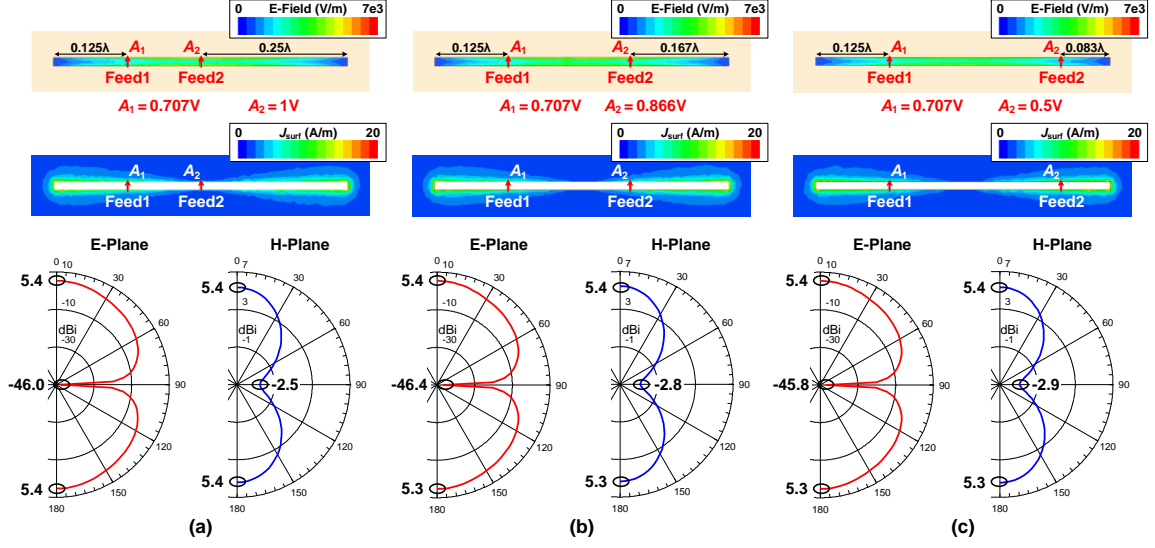 0 E-Field (V/m) 7e3
0.125λ A₁ A₂ 0.25λ
Feed1 Feed2
A₁ = 0.707V A₂ = 1V
0 Jsurf (A/m) 20
A₁ A₂
Feed1 Feed2
E-Plane H-Plane
0 10 30 60 90 120 150 180
-10
dBi
-30
5.4
-46.0
5.4
0 7 30 60 90 120 150 180
3
dBi
-1
5.4
-2.5
5.4
(a)
0 E-Field (V/m) 7e3
0.125λ A₁ A₂ 0.167λ
Feed1 Feed2
A₁ = 0.707V A₂ = 0.866V
0 Jsurf (A/m) 20
A₁ A₂
Feed1 Feed2
E-Plane H-Plane
0 10 30 60 90 120 150 180
-10
dBi
-30
5.4
-46.4
5.3
0 7 30 60 90 120 150 180
3
dBi
-1
5.4
-2.8
5.3
(b)
0 E-Field (V/m) 7e3
0.125λ A₁ A₂ 0.083λ
Feed1 Feed2
A₁ = 0.707V A₂ = 0.5V
0 Jsurf (A/m) 20
A₁ A₂
Feed1 Feed2
E-Plane H-Plane
0 10 30 60 90 120 150 180
-10
dBi
-30
5.4
-45.8
5.3
0 7 30 60 90 120 150 180
3
dBi
-1
5.4
-2.9
5.3
(c)